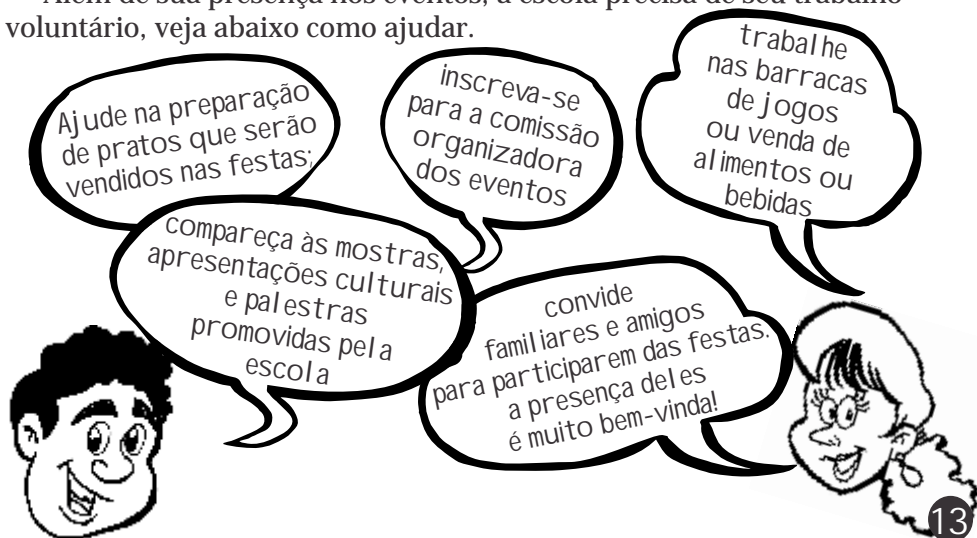 Além de sua presença nos eventos, a escola precisa de seu trabalho
voluntário, veja abaixo como ajudar.
Ajude na preparação
de pratos que serão
vendidos nas festas;
inscreva-se
para a comissão
organizadora
dos eventos
trabalhe
nas barracas
de jogos
ou venda de
alimentos ou
bebidas
compareça às mostras,
apresentações culturais
e palestras
promovidas pela
escola
convide
familiares e amigos
para participarem das festas.
a presença deles
é muito bem-vinda!
13